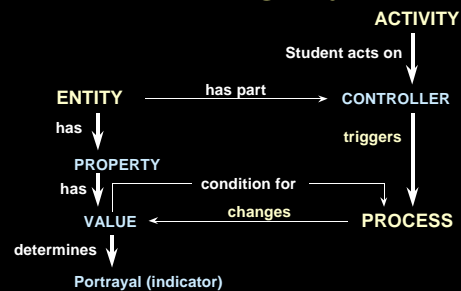 ACTIVITY
Student acts on
ENTITY
has part
CONTROLLER
has
triggers
PROPERTY
has
condition for
VALUE
changes
PROCESS
determines
Portrayal (indicator)